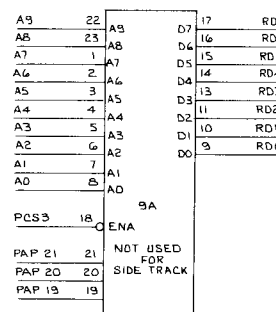 A9 22 A9 D7 17 RD
A8 23 A8 D6 16 RD
A7 1 A7 D5 15 RD
A6 2 A6 D4 14 RD
A5 3 A5 D3 13 RD
A4 4 A4 D2 11 RD2
A3 5 A3 D1 10 RD
A2 6 A2 D0 9 RD
A1 7 A1
A0 8 A0
9A
PCS3 18 ENA
NOT USED
FOR
SIDE TRACK
PAP 21 21
PAP 20 20
PAP 19 19